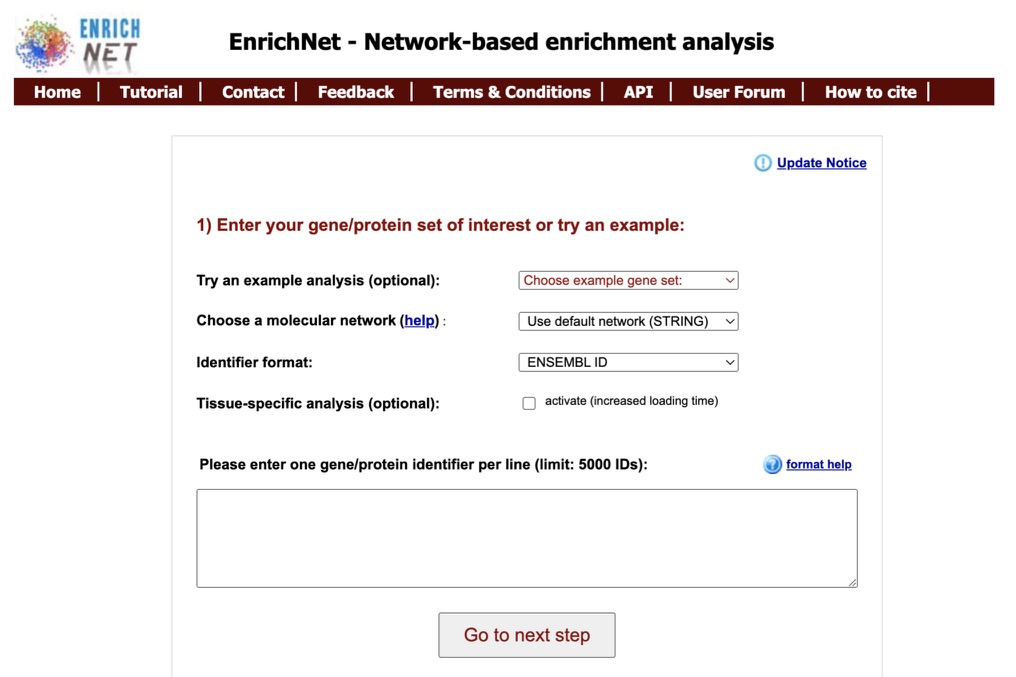 ENRICH
NET
EnrichNet - Network-based enrichment analysis
Home | Tutorial | Contact | Feedback | Terms & Conditions | API | User Forum | How to cite |
Update Notice
1) Enter your gene/protein set of interest or try an example:
Try an example analysis (optional): Choose example gene set:
Choose a molecular network (help) : Use default network (STRING)
Identifier format: ENSEMBL ID
Tissue-specific analysis (optional): activate (increased loading time)
Please enter one gene/protein identifier per line (limit: 5000 IDs): format help
Go to next step